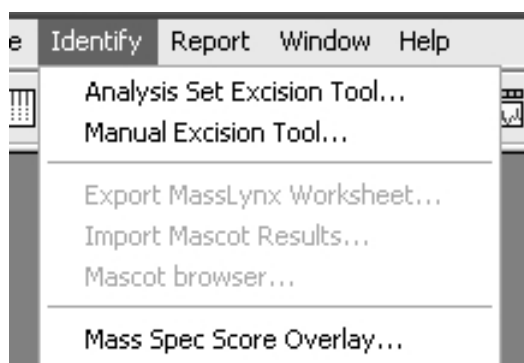 e Identify Report Window Help
Analysis Set Excision Tool...
Manual Excision Tool...
Export MassLynx Worksheet...
Import Mascot Results...
Mascot browser...
Mass Spec Score Overlay...